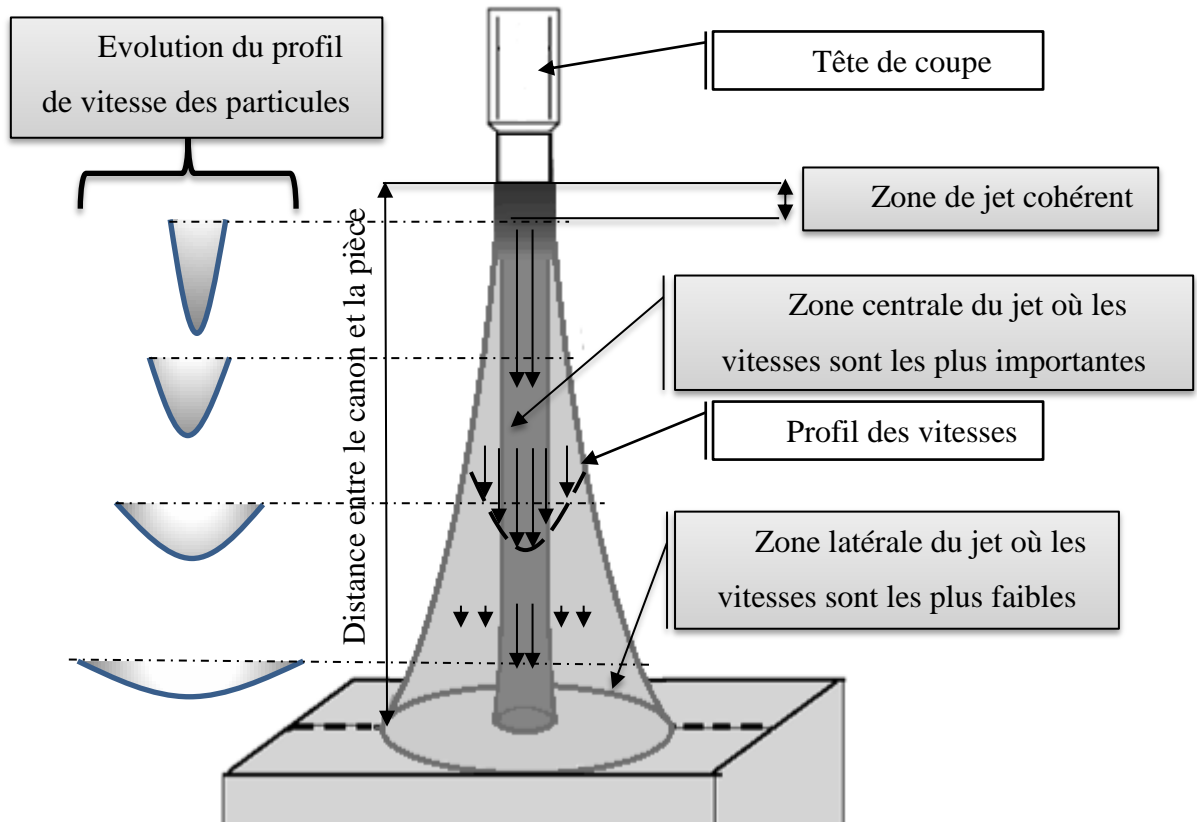 Evolution du profil
de vitesse des particules
Tête de coupe
Zone de jet cohérent
Distance entre le canon et la pièce
Zone centrale du jet où les
vitesses sont les plus importantes
Profil des vitesses
Zone latérale du jet où les
vitesses sont les plus faibles